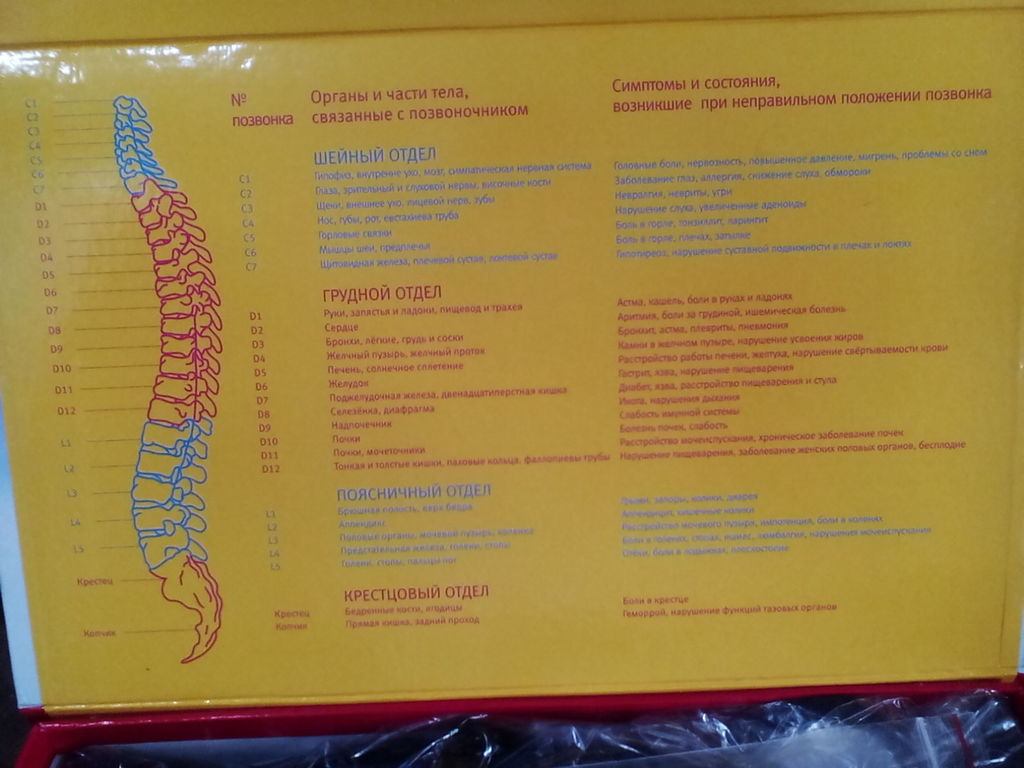 № позвонка
Органы и части тела, связанные с позвоночником
Симптомы и состояния, возникшие при неправильном положении позвонка
ШЕЙНЫЙ ОТДЕЛ
C1 Гипофиз, внутренне ухо, мозг, симпатическая нервная система Головные боли, нервозность, повышенное давление, мигрень, проблемы со сном
C2 Глаза, зрительный и слуховой нервы, височные кости Заболевание глаз, аллергия, снижение слуха, обмороки
C3 Щеки, внешнее ухо, лицевой нерв, зубы Невралгия, невриты, угри
C4 Нос, губы, рот, евстахиева труба Нарушение слуха, увеличенные аденоиды
C5 Горловые связки Боль в горле, тонзиллит, ларингит
C6 Мышцы шеи, предплечья Боль в горле, плечах, затылке
C7 Щитовидная железа, плечевой сустав, локтевой сустав Гипотиреоз, нарушение суставной подвижности в плечах и локтях
ГРУДНОЙ ОТДЕЛ
D1 Руки, запястья и ладони, пищевод и трахея Астма, кашель, боли в руках и ладонях
D2 Сердце Аритмия, боли за грудиной, ишемическая болезнь
D3 Бронхи, лёгкие, грудь и соски Бронхит, астма, плевриты, пневмония
D4 Желчный пузырь, желчный проток Камни в желчном пузыре, нарушение усвоения жиров
D5 Печень, солнечное сплетение Расстройство работы печени, желтуха, нарушение свёртываемости крови
D6 Желудок Гастрит, язва, нарушение пищеварения
D7 Поджелудочная железа, двенадцатиперстная кишка Диабет, язва, расстройство пищеварения и стула
D8 Селезёнка, диафрагма Икота, нарушения дыхания
D9 Надпочечник Слабость имунной системы
D10 Почки Болезнь почек, слабость
D11 Почки, мочеточники Расстройство мочеиспускания, хроническое заболевание почек
D12 Тонкая и толстые кишки, паховые кольца, фаллопиевы трубы Нарушение пищеварения, заболевание женских половых органов, бесплодие
ПОЯСНИЧНЫЙ ОТДЕЛ
L1 Брюшная полость, верх бедра Грыжи, запоры, колики, диарея
L2 Аппендикс Аппендицит, кишечные колики
L3 Половые органы, мочевой пузырь, коленка Расстройство мочевого пузыря, импотенция, боли в коленях
L4 Предстательная железа, голени, стопы Боли в голенях, стопах, ишиас, люмбалгия, нарушения мочеиспускания
L5 Голени, стопы, пальцы ног Отёки, боли в лодыжках, плоскостопие
КРЕСТЦОВЫЙ ОТДЕЛ
Крестец Бедренные кости, ягодицы Боли в крестце
Копчик Прямая кишка, задний проход Геморрой, нарушение функций тазовых органов
C1
C2
C3
C4
C5
C6
C7
D1
D2
D3
D4
D5
D6
D7
D8
D9
D10
D11
D12
L1
L2
L3
L4
L5
Крестец
Копчик